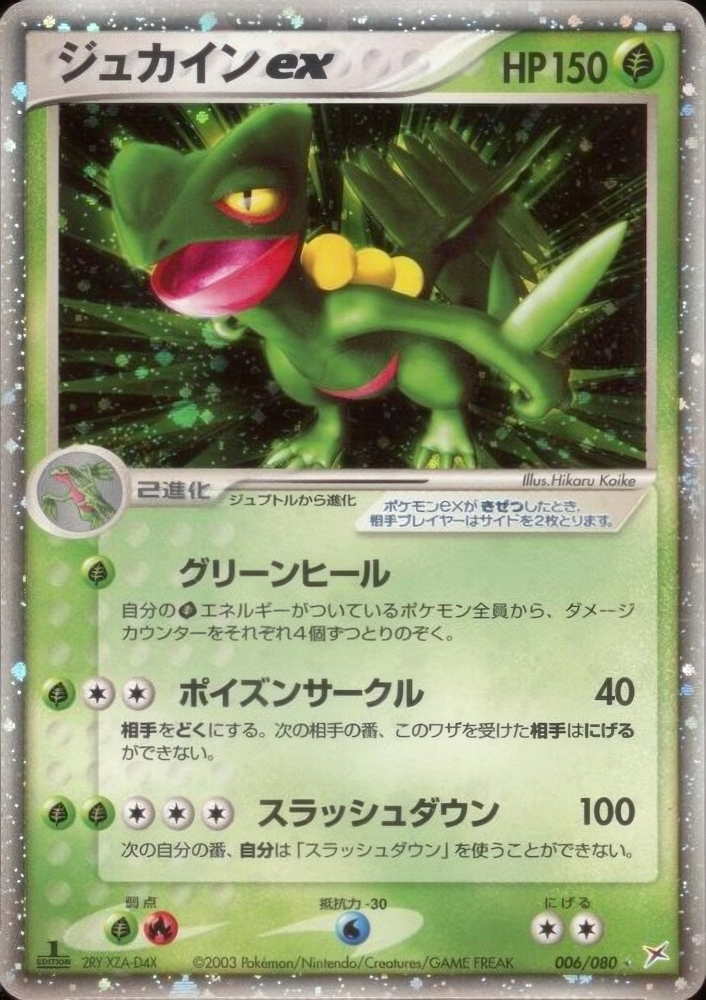 ジュカインex HP150
Illus.Hikaru Koike
2進化 ジュプトルから進化
ポケモンexがきぜつしたとき、
相手プレイヤーはサイドを2枚とります。
グリーンヒール
自分のエネルギーがついているポケモン全員から、ダメージ
カウンターをそれぞれ4個ずつとりのぞく。
ポイズンサークル 40
相手をどくにする。次の相手の番、このワザを受けた相手はにげる
ができない。
スラッシュダウン 100
次の自分の番、自分は「スラッシュダウン」を使うことができない。
弱点 抵抗力 -30 にげる
1 EDITION 2RY-XZA-D4X ©2003 Pokémon/Nintendo/Creatures/GAME FREAK 006/080